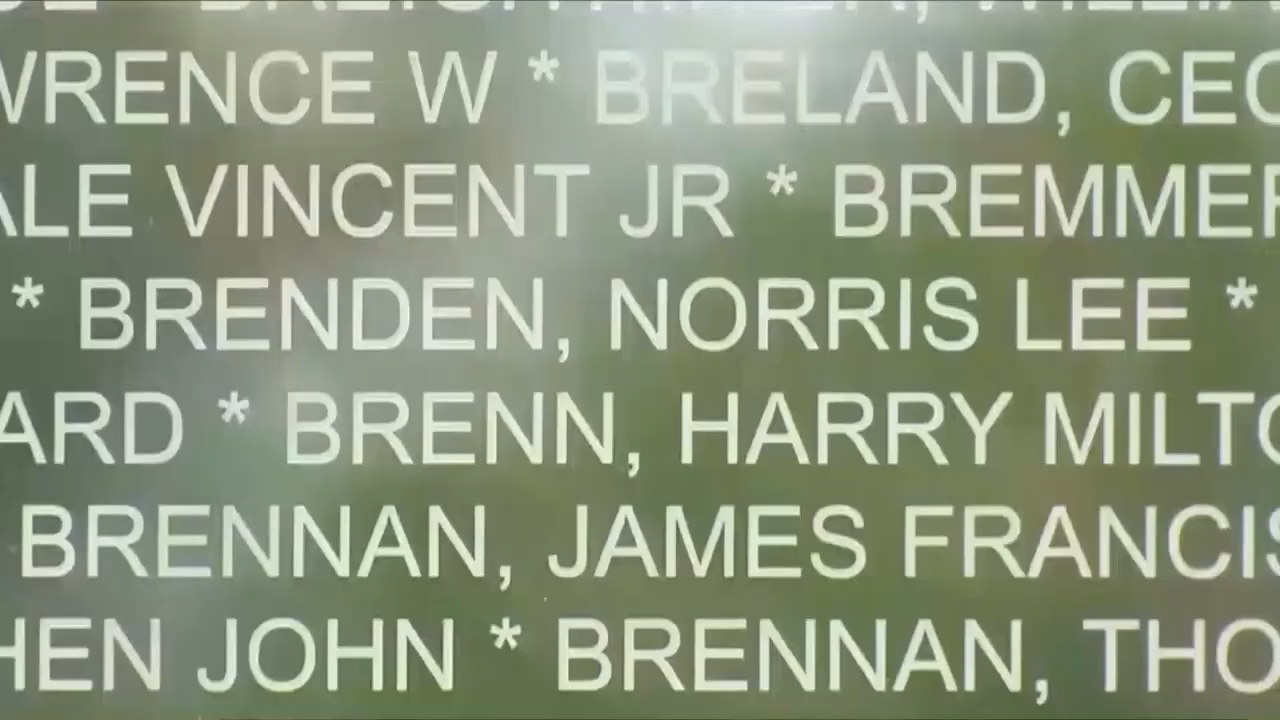 WRENCE W * BRELAND, CEC
ALE VINCENT JR * BREMMER
* BRENDEN, NORRIS LEE *
ARD * BRENN, HARRY MILTO
BRENNAN, JAMES FRANCIS
HEN JOHN * BRENNAN, THO